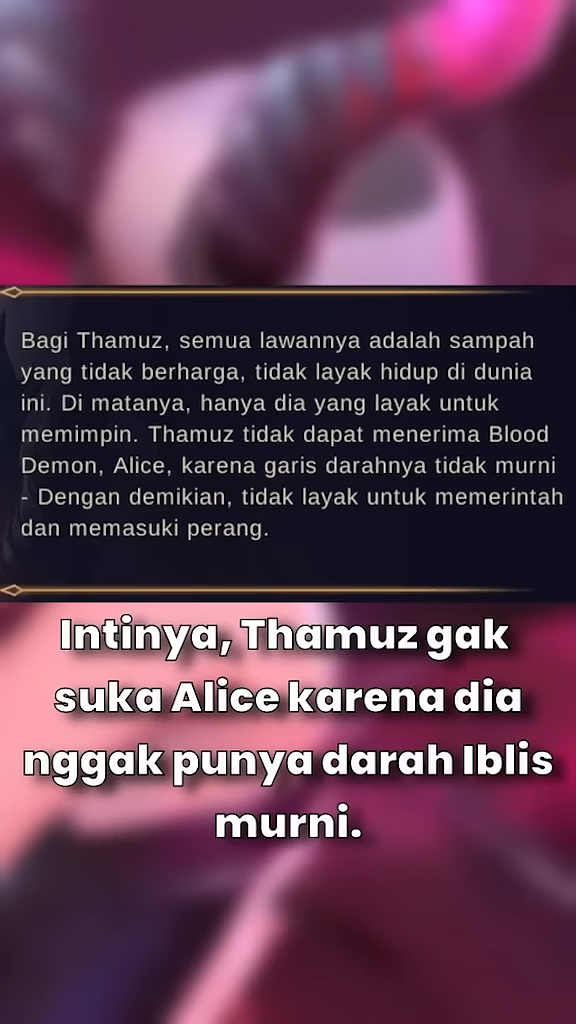 Bagi Thamuz, semua lawannya adalah sampah
yang tidak berharga, tidak layak hidup di dunia
ini. Di matanya, hanya dia yang layak untuk
memimpin. Thamuz tidak dapat menerima Blood
Demon, Alice, karena garis darahnya tidak murni
- Dengan demikian, tidak layak untuk memerintah
dan memasuki perang.
Intinya, Thamuz gak
suka Alice karena dia
nggak punya darah Iblis
murni.